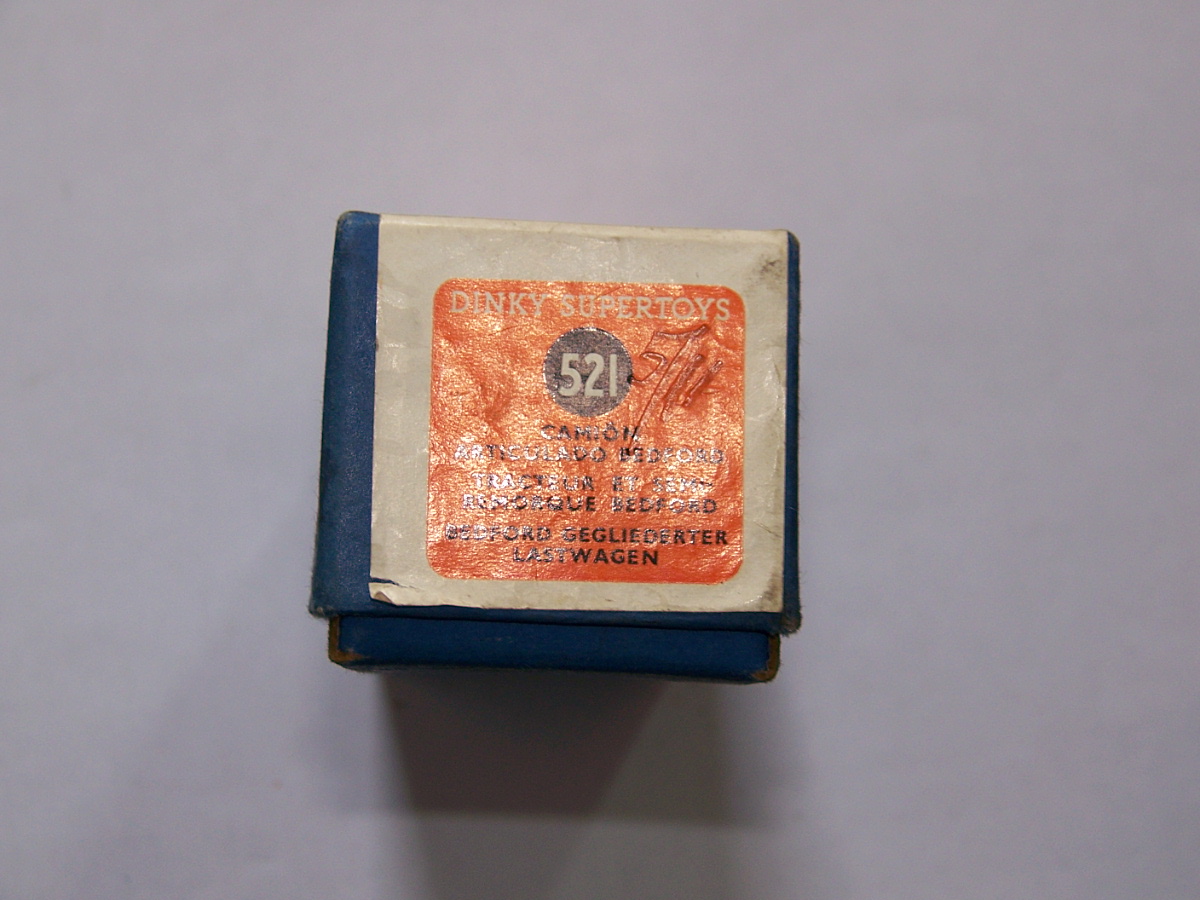 DINKY SUPERTOYS
521
CAMIÓN
ARTICULADO BEDFORD
TRACTEUR ET SEMI-
REMORQUE BEDFORD
BEDFORD GEGLIEDERTER
LASTWAGEN